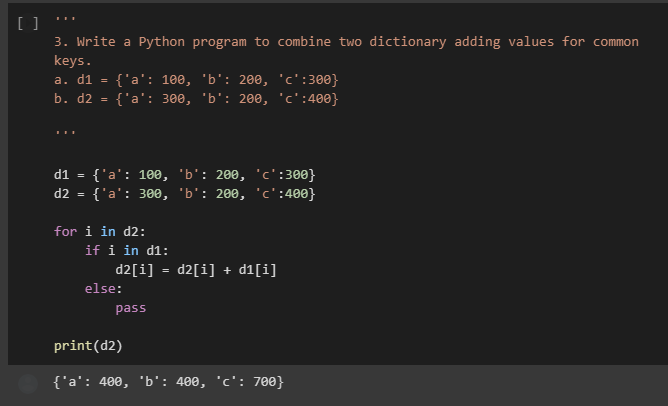 [ ] '''
3. Write a Python program to combine two dictionary adding values for common
keys.
a. d1 = {'a': 100, 'b': 200, 'c':300}
b. d2 = {'a': 300, 'b': 200, 'c':400}
'''
d1 = {'a': 100, 'b': 200, 'c':300}
d2 = {'a': 300, 'b': 200, 'c':400}
for i in d2:
    if i in d1:
        d2[i] = d2[i] + d1[i]
    else:
        pass
print(d2)
{'a': 400, 'b': 400, 'c': 700}